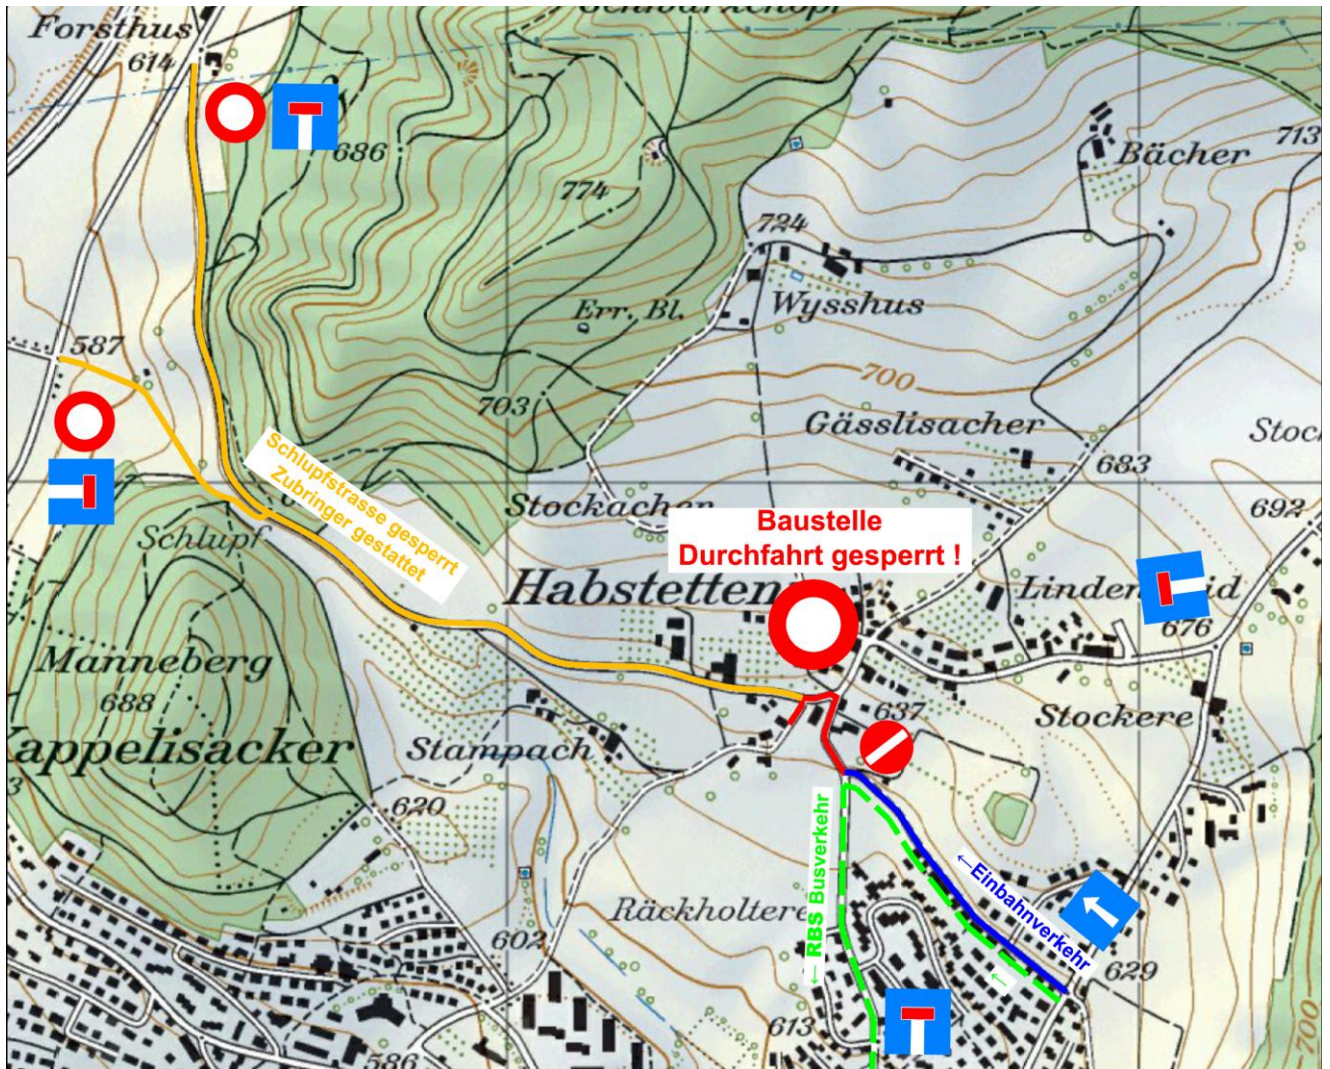 Forsthus
614
686
774
713
Bächer
724
Wysshus
Err. Bl.
587
700
703
Gässlisacher
683
Schlupfstrasse gesperrt
Zubringer gestattet
Stockacher
692
Baustelle
Durchfahrt gesperrt !
Schlupf
Habstetten
676
Manneberg
688
637
Stockere
Stampach
620
←RBS Busverkehr
←Einbahnverkehr
←
602
629
613
586
700